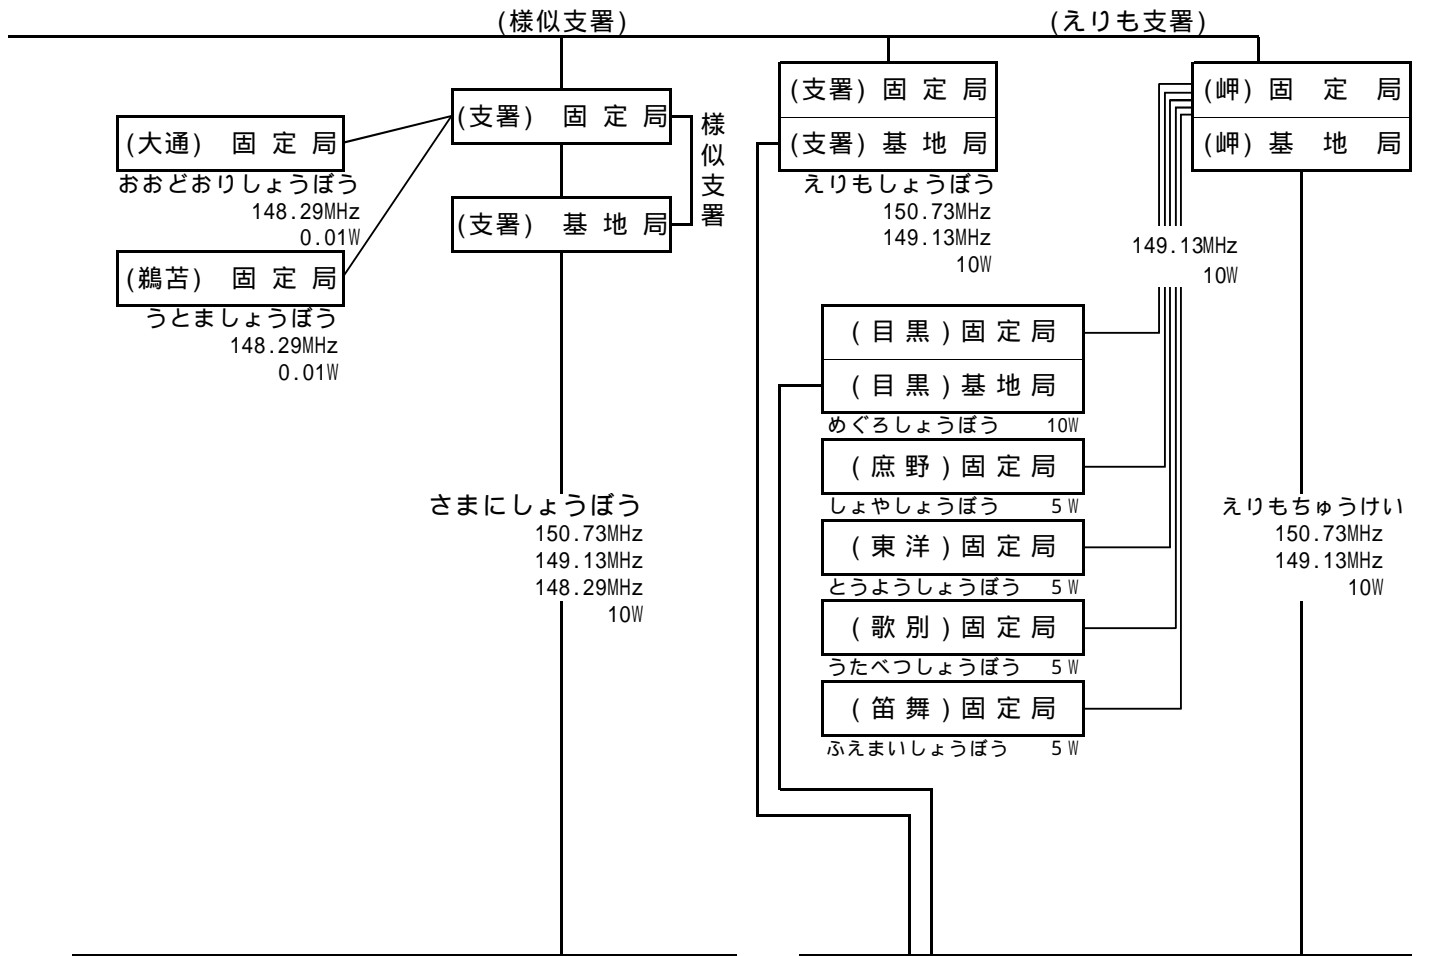 (様似支署)
(えりも支署)
(大通) 固 定 局
おおどおりしょうぼう
148.29MHz
0.01W
(鵜苫) 固 定 局
うとましょうぼう
148.29MHz
0.01W
(支署) 固 定 局
(支署) 基 地 局
様似支署
さまにしょうぼう
150.73MHz
149.13MHz
148.29MHz
10W
(支署) 固 定 局
(支署) 基 地 局
えりもしょうぼう
150.73MHz
149.13MHz
10W
(目黒)固定局
(目黒)基地局
めぐろしょうぼう 10W
(庶野)固定局
しょやしょうぼう 5W
(東洋)固定局
とうようしょうぼう 5W
(歌別)固定局
うたべつしょうぼう 5W
(笛舞)固定局
ふえまいしょうぼう 5W
(岬) 固 定 局
(岬) 基 地 局
149.13MHz
10W
えりもちゅうけい
150.73MHz
149.13MHz
10W